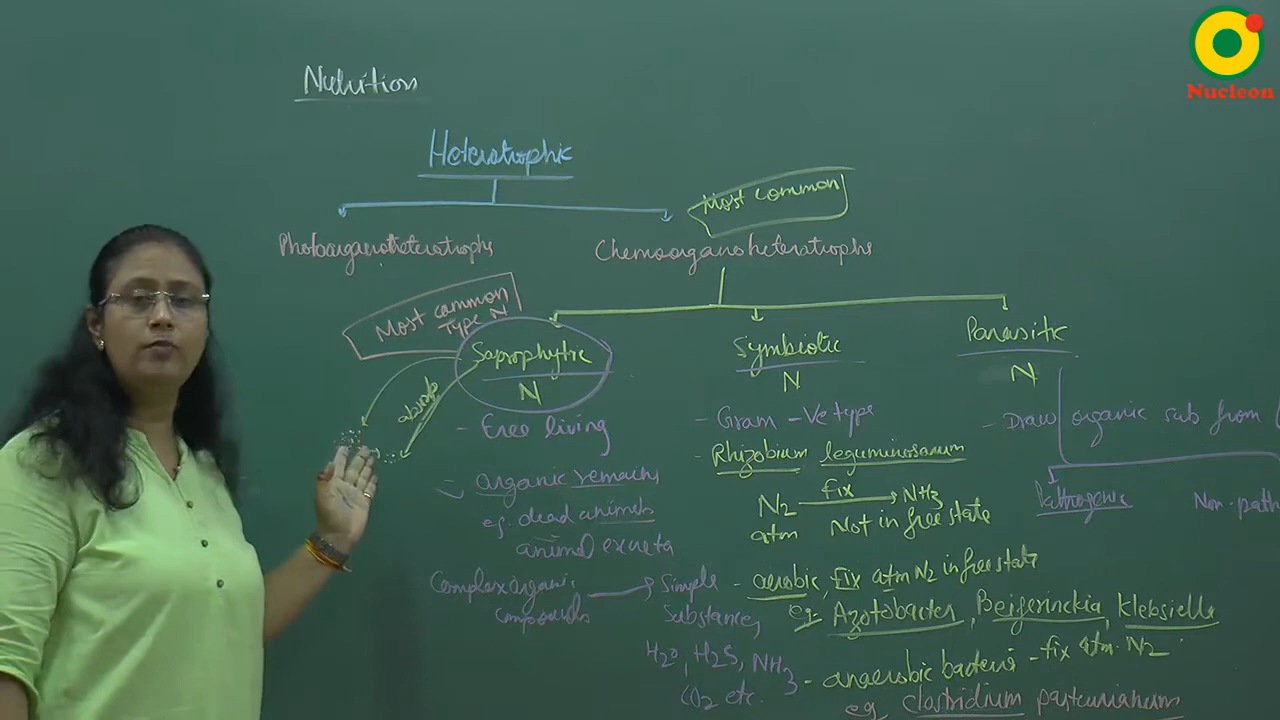 Nucleon
Nutrition
Heterotrophic
Most common
Photoorganoheterotrophs
Chemoorganoheterotrophs
Most common
Type N
Saprophytic
N
absorb
Symbiotic
N
Parasitic
N
- Free living
- organic remains
eg. dead animals
animal excreta
Complex organic
compounds
Simple
Substances
H2O, H2S, NH3
CO2 etc.
- Gram -Ve type
- Rhizobium leguminosarum
N2 fix NH3
atm Not in free state
- aerobic, fix atm N2 in free state
eg. Azotobacter, Beijerinckia, Klebsiella
- anaerobic bacteria - fix atm. N2
eg clostridium pasteurianum
- Draw organic sub from
Pathogenic
Non-path